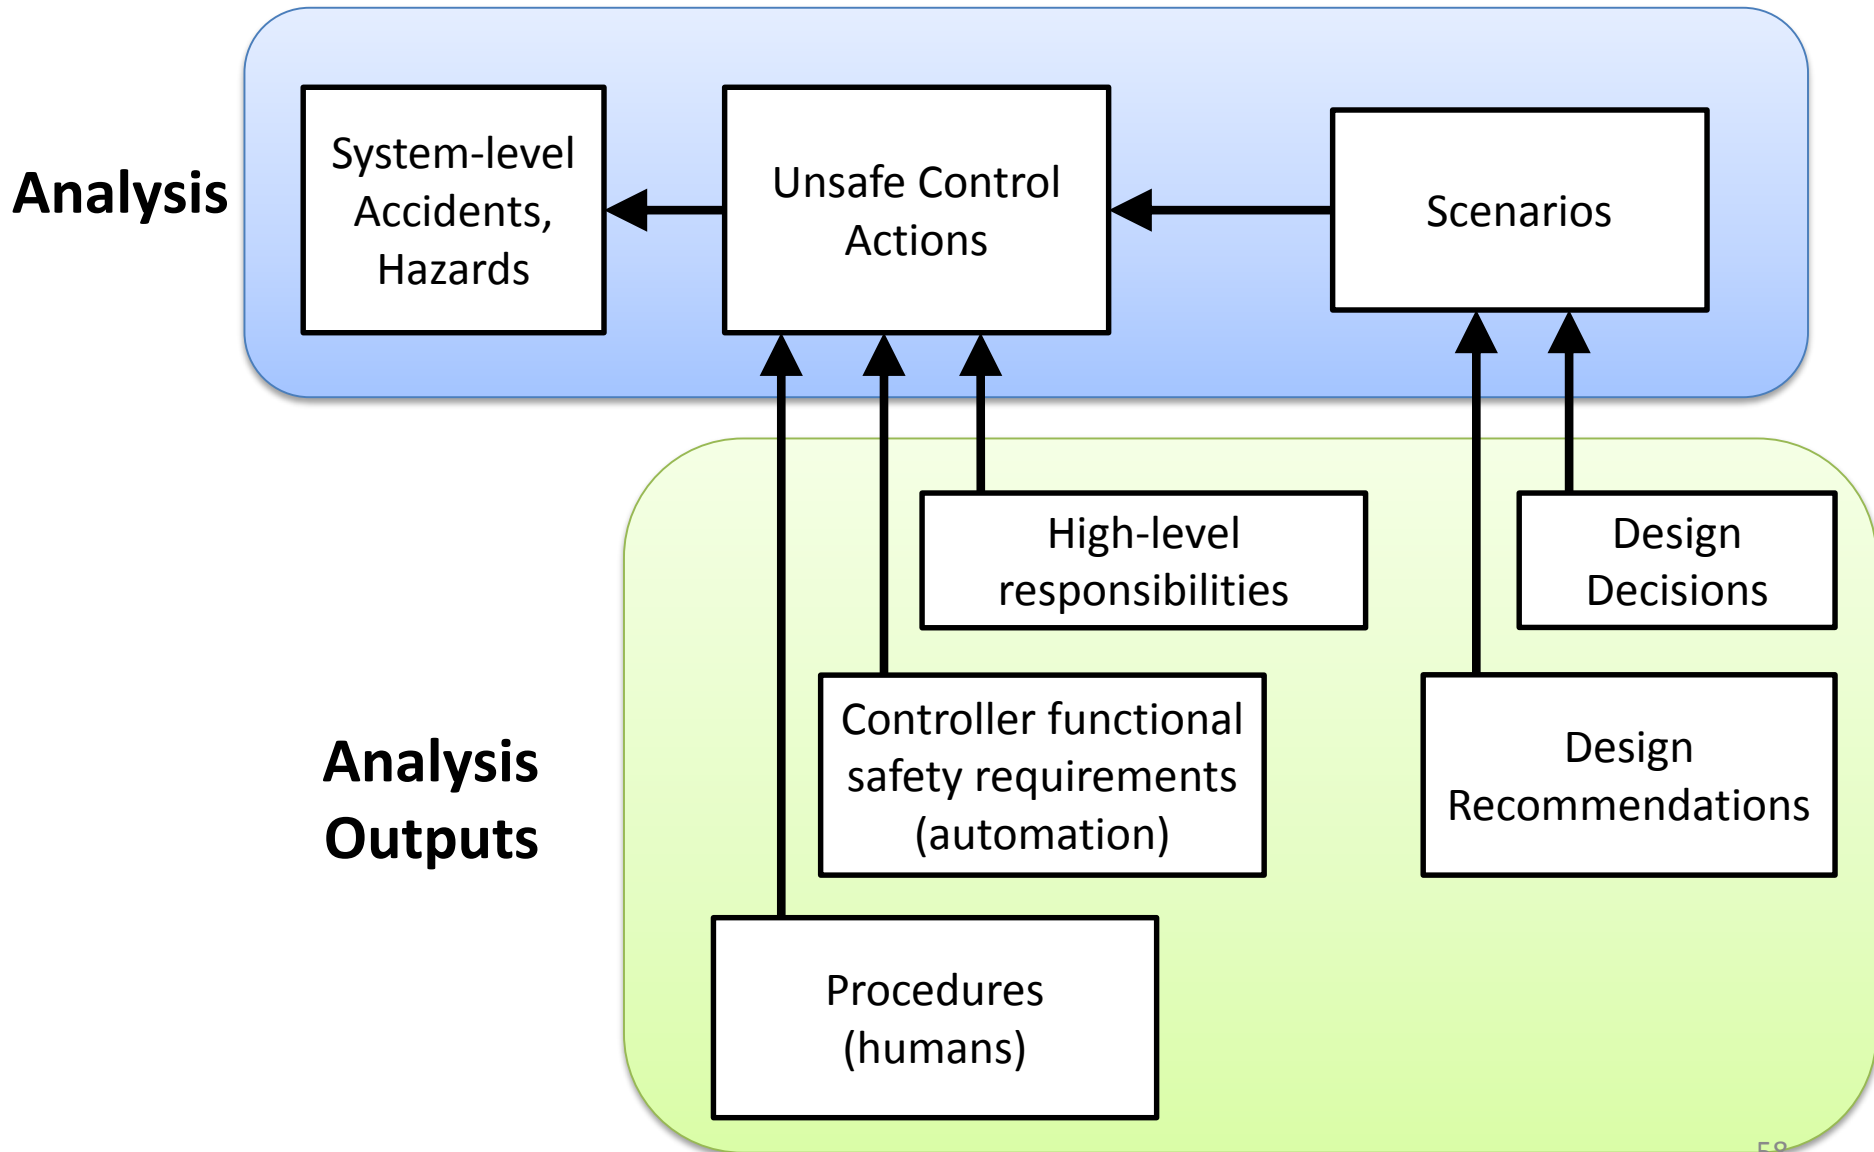 Analysis
System-level
Accidents,
Hazards
Unsafe Control
Actions
Scenarios
Analysis
Outputs
High-level
responsibilities
Design
Decisions
Controller functional
safety requirements
(automation)
Design
Recommendations
Procedures
(humans)
58